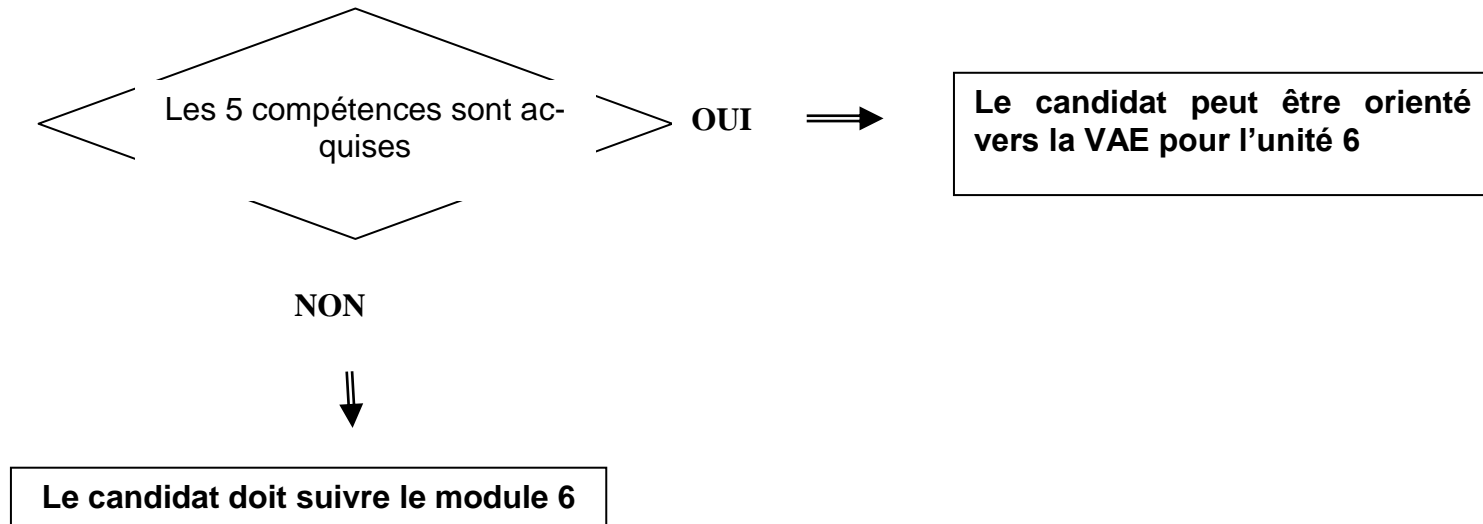 Les 5 compétences sont ac-
quises
OUI
Le candidat peut être orienté
vers la VAE pour l’unité 6
NON
Le candidat doit suivre le module 6